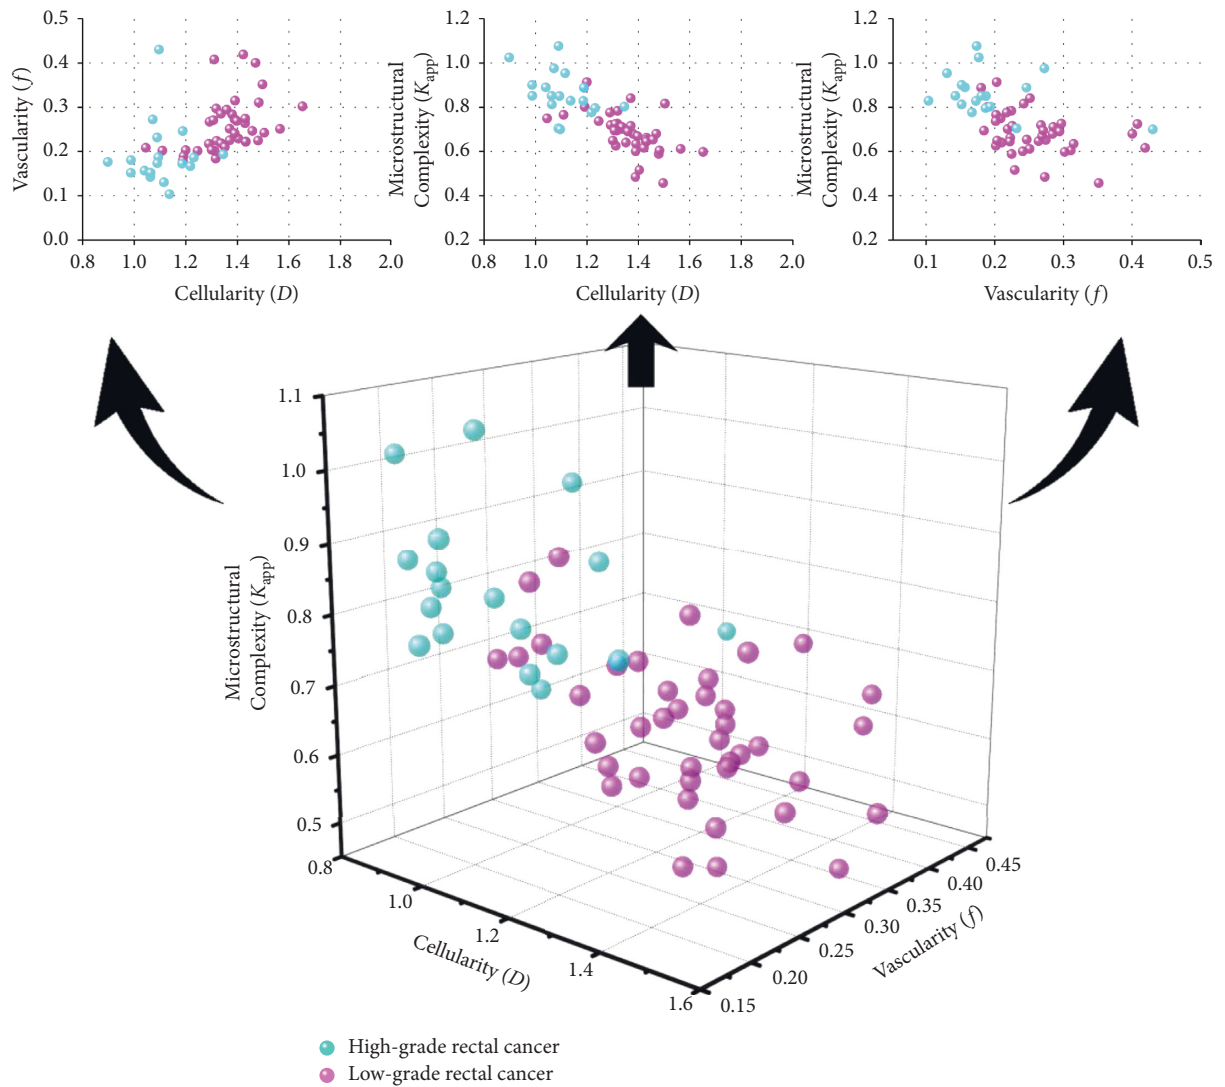 0.5
0.4
0.3
0.2
0.1
0.0
Vascularity (f)
0.8 1.0 1.2 1.4 1.6 1.8 2.0
Cellularity (D)
1.2
1.0
0.8
0.6
0.4
0.2
Microstructural
Complexity (Kapp)
0.8 1.0 1.2 1.4 1.6 1.8 2.0
Cellularity (D)
1.2
1.0
0.8
0.6
0.4
0.2
Microstructural
Complexity (Kapp)
0.1 0.2 0.3 0.4 0.5
Vascularity (f)
1.1
1.0
0.9
0.8
0.7
0.6
0.5
Microstructural
Complexity (Kapp)
0.8
1.0
1.2
1.4
1.6
Cellularity (D)
0.15
0.20
0.25
0.30
0.35
0.40
0.45
Vascularity (f)
High-grade rectal cancer
Low-grade rectal cancer